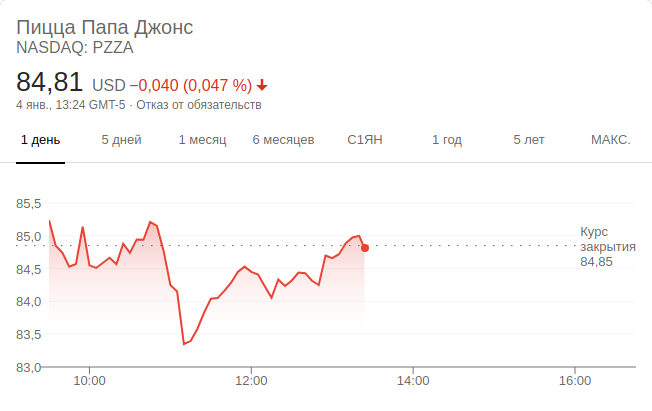 Пицца Папа Джонс
NASDAQ: PZZA
84,81 USD −0,040 (0,047 %)
4 янв., 13:24 GMT-5 · Отказ от обязательств
1 день 5 дней 1 месяц 6 месяцев С1ЯН 1 год 5 лет МАКС.
85,5
85,0
84,5
84,0
83,5
83,0
Курс
закрытия
84,85
10:00 12:00 14:00 16:00